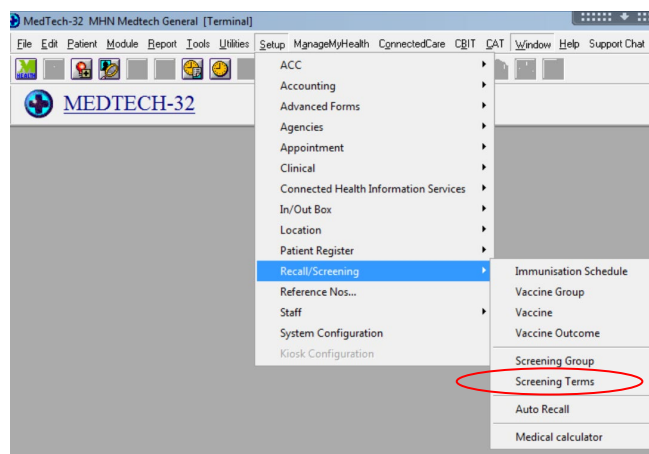 MedTech-32 MHN Medtech General [Terminal]
File Edit Patient Module Report Tools Utilities Setup ManageMyHealth ConnectedCare CBIT CAT Window Help Support Chat
MEDTECH-32
ACC
Accounting
Advanced Forms
Agencies
Appointment
Clinical
Connected Health Information Services
In/Out Box
Location
Patient Register
Recall/Screening
Reference Nos...
Staff
System Configuration
Kiosk Configuration
Immunisation Schedule
Vaccine Group
Vaccine
Vaccine Outcome
Screening Group
Screening Terms
Auto Recall
Medical calculator